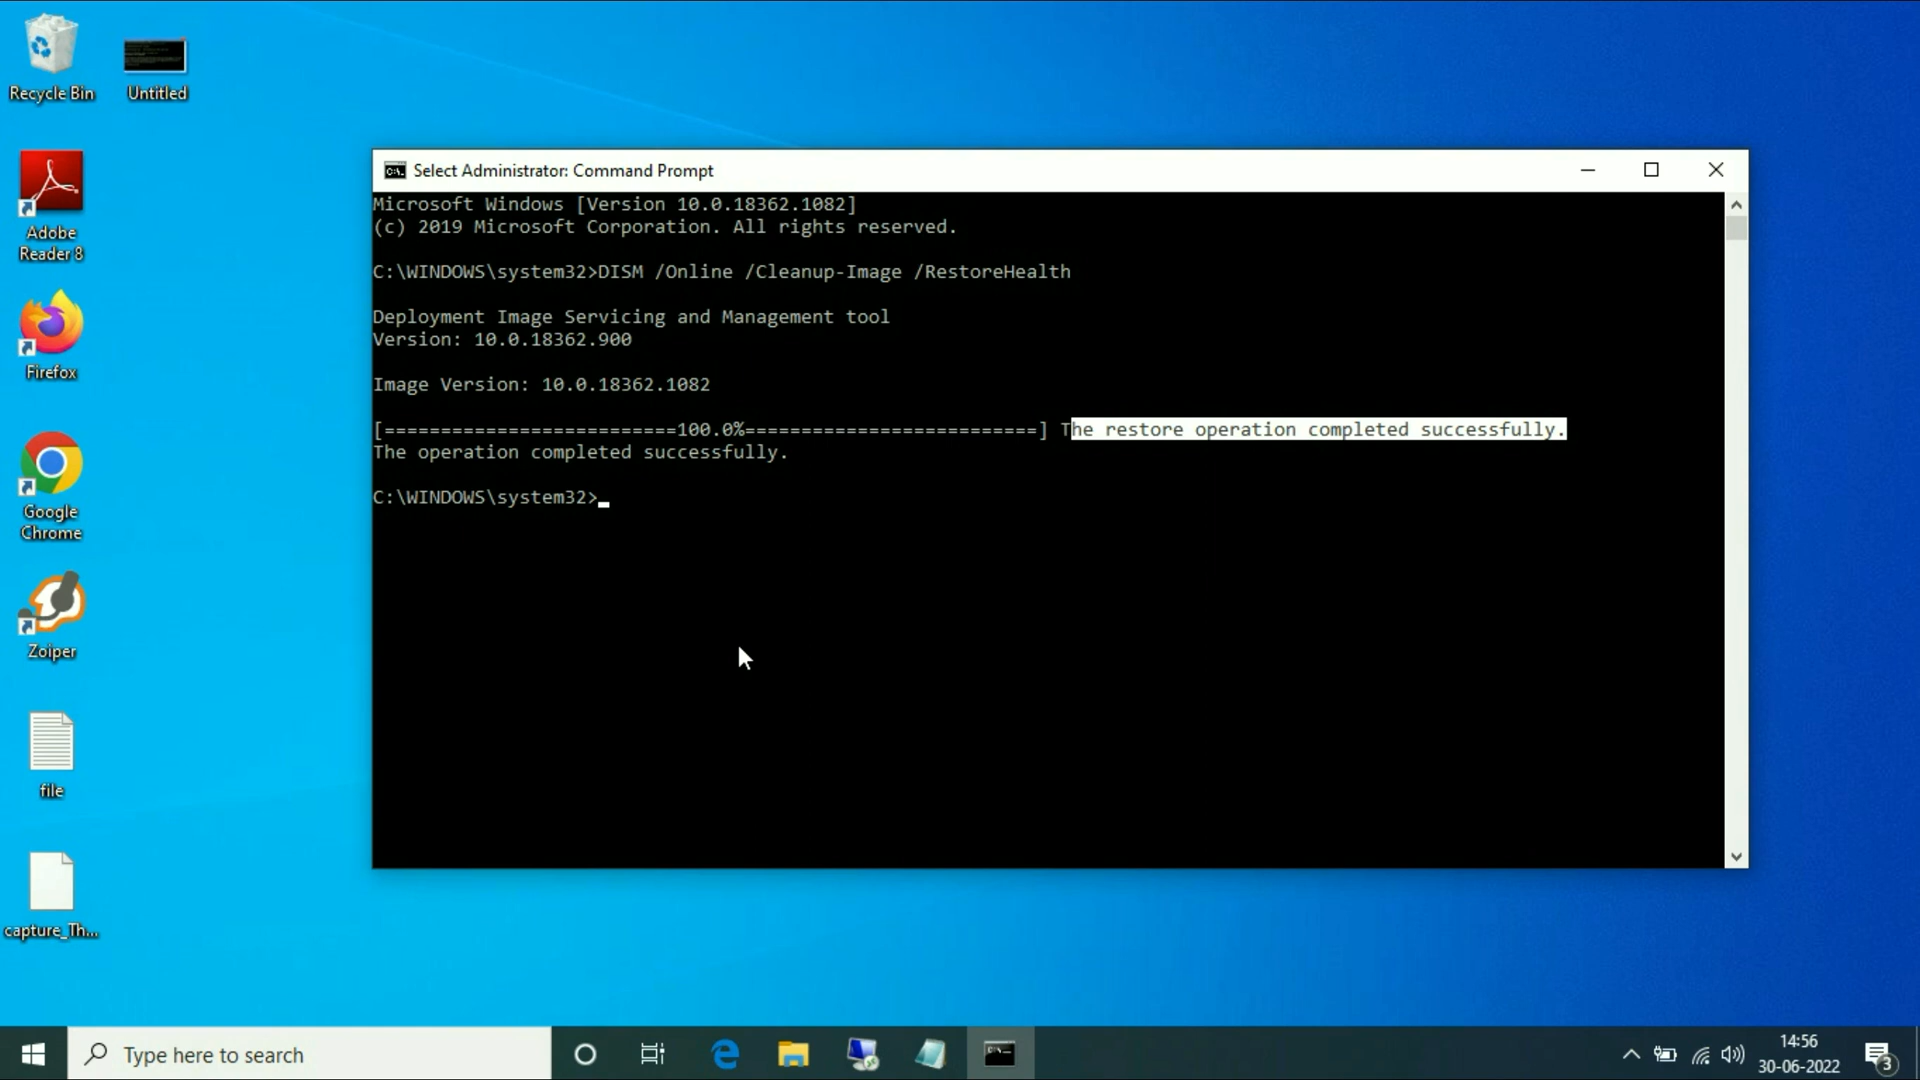 Recycle Bin
Untitled
Adobe
Reader 8
Firefox
Google
Chrome
Zoiper
file
capture_Th...
Select Administrator: Command Prompt
Microsoft Windows [Version 10.0.18362.1082]
(c) 2019 Microsoft Corporation. All rights reserved.
C:\WINDOWS\system32>DISM /Online /Cleanup-Image /RestoreHealth
Deployment Image Servicing and Management tool
Version: 10.0.18362.900
Image Version: 10.0.18362.1082
[==========================100.0%==========================] The restore operation completed successfully.
The operation completed successfully.
C:\WINDOWS\system32>
Type here to search
14:56
30-06-2022
3